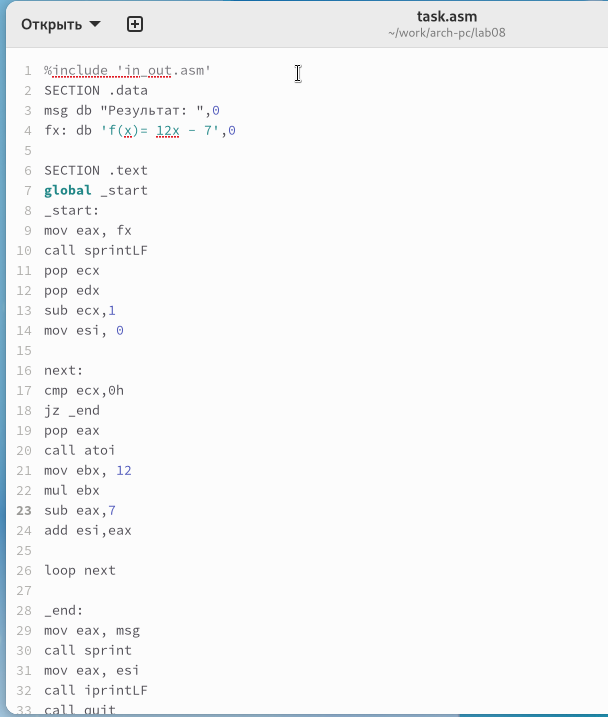 Открыть
task.asm
~/work/arch-pc/lab08
1 %include 'in_out.asm'
2 SECTION .data
3 msg db "Результат: ",0
4 fx: db 'f(x)= 12x - 7',0
5
6 SECTION .text
7 global _start
8 _start:
9 mov eax, fx
10 call sprintLF
11 pop ecx
12 pop edx
13 sub ecx,1
14 mov esi, 0
15
16 next:
17 cmp ecx,0h
18 jz _end
19 pop eax
20 call atoi
21 mov ebx, 12
22 mul ebx
23 sub eax,7
24 add esi,eax
25
26 loop next
27
28 _end:
29 mov eax, msg
30 call sprint
31 mov eax, esi
32 call iprintLF
33 call quit